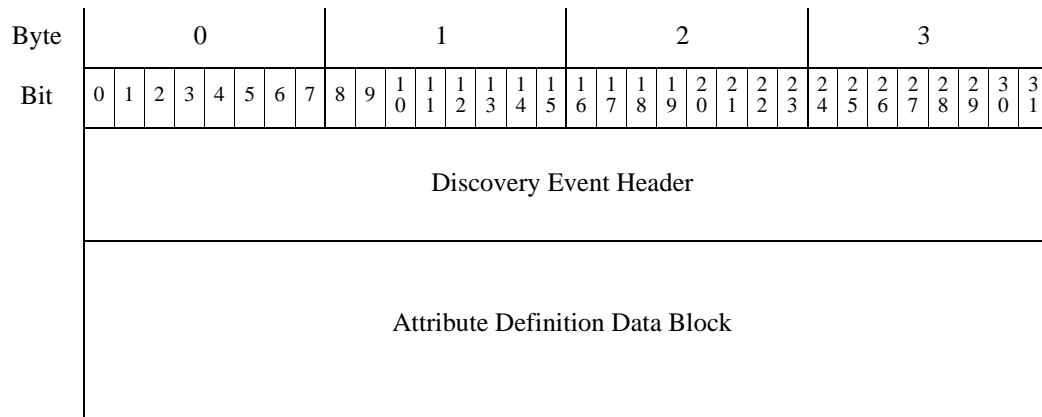 Byte 0 1 2 3
Bit 0 1 2 3 4 5 6 7 8 9 10 11 12 13 14 15 16 17 18 19 20 21 22 23 24 25 26 27 28 29 30 31
Discovery Event Header
Attribute Definition Data Block